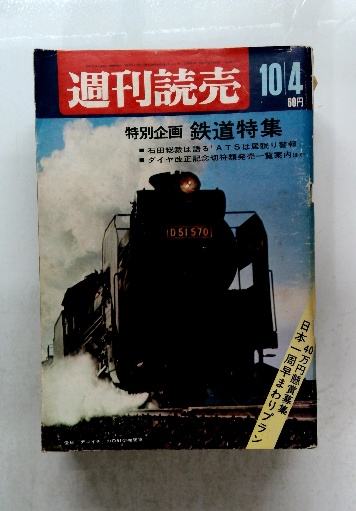 週刊読売
10/4
60円
特別企画 鉄道特集
■石田総裁は語る'ATSは居眠り警報
■ダイヤ改正記念切符類発売一覧案内
D51570
40万円懸賞募集
日本一周早まわりプラン